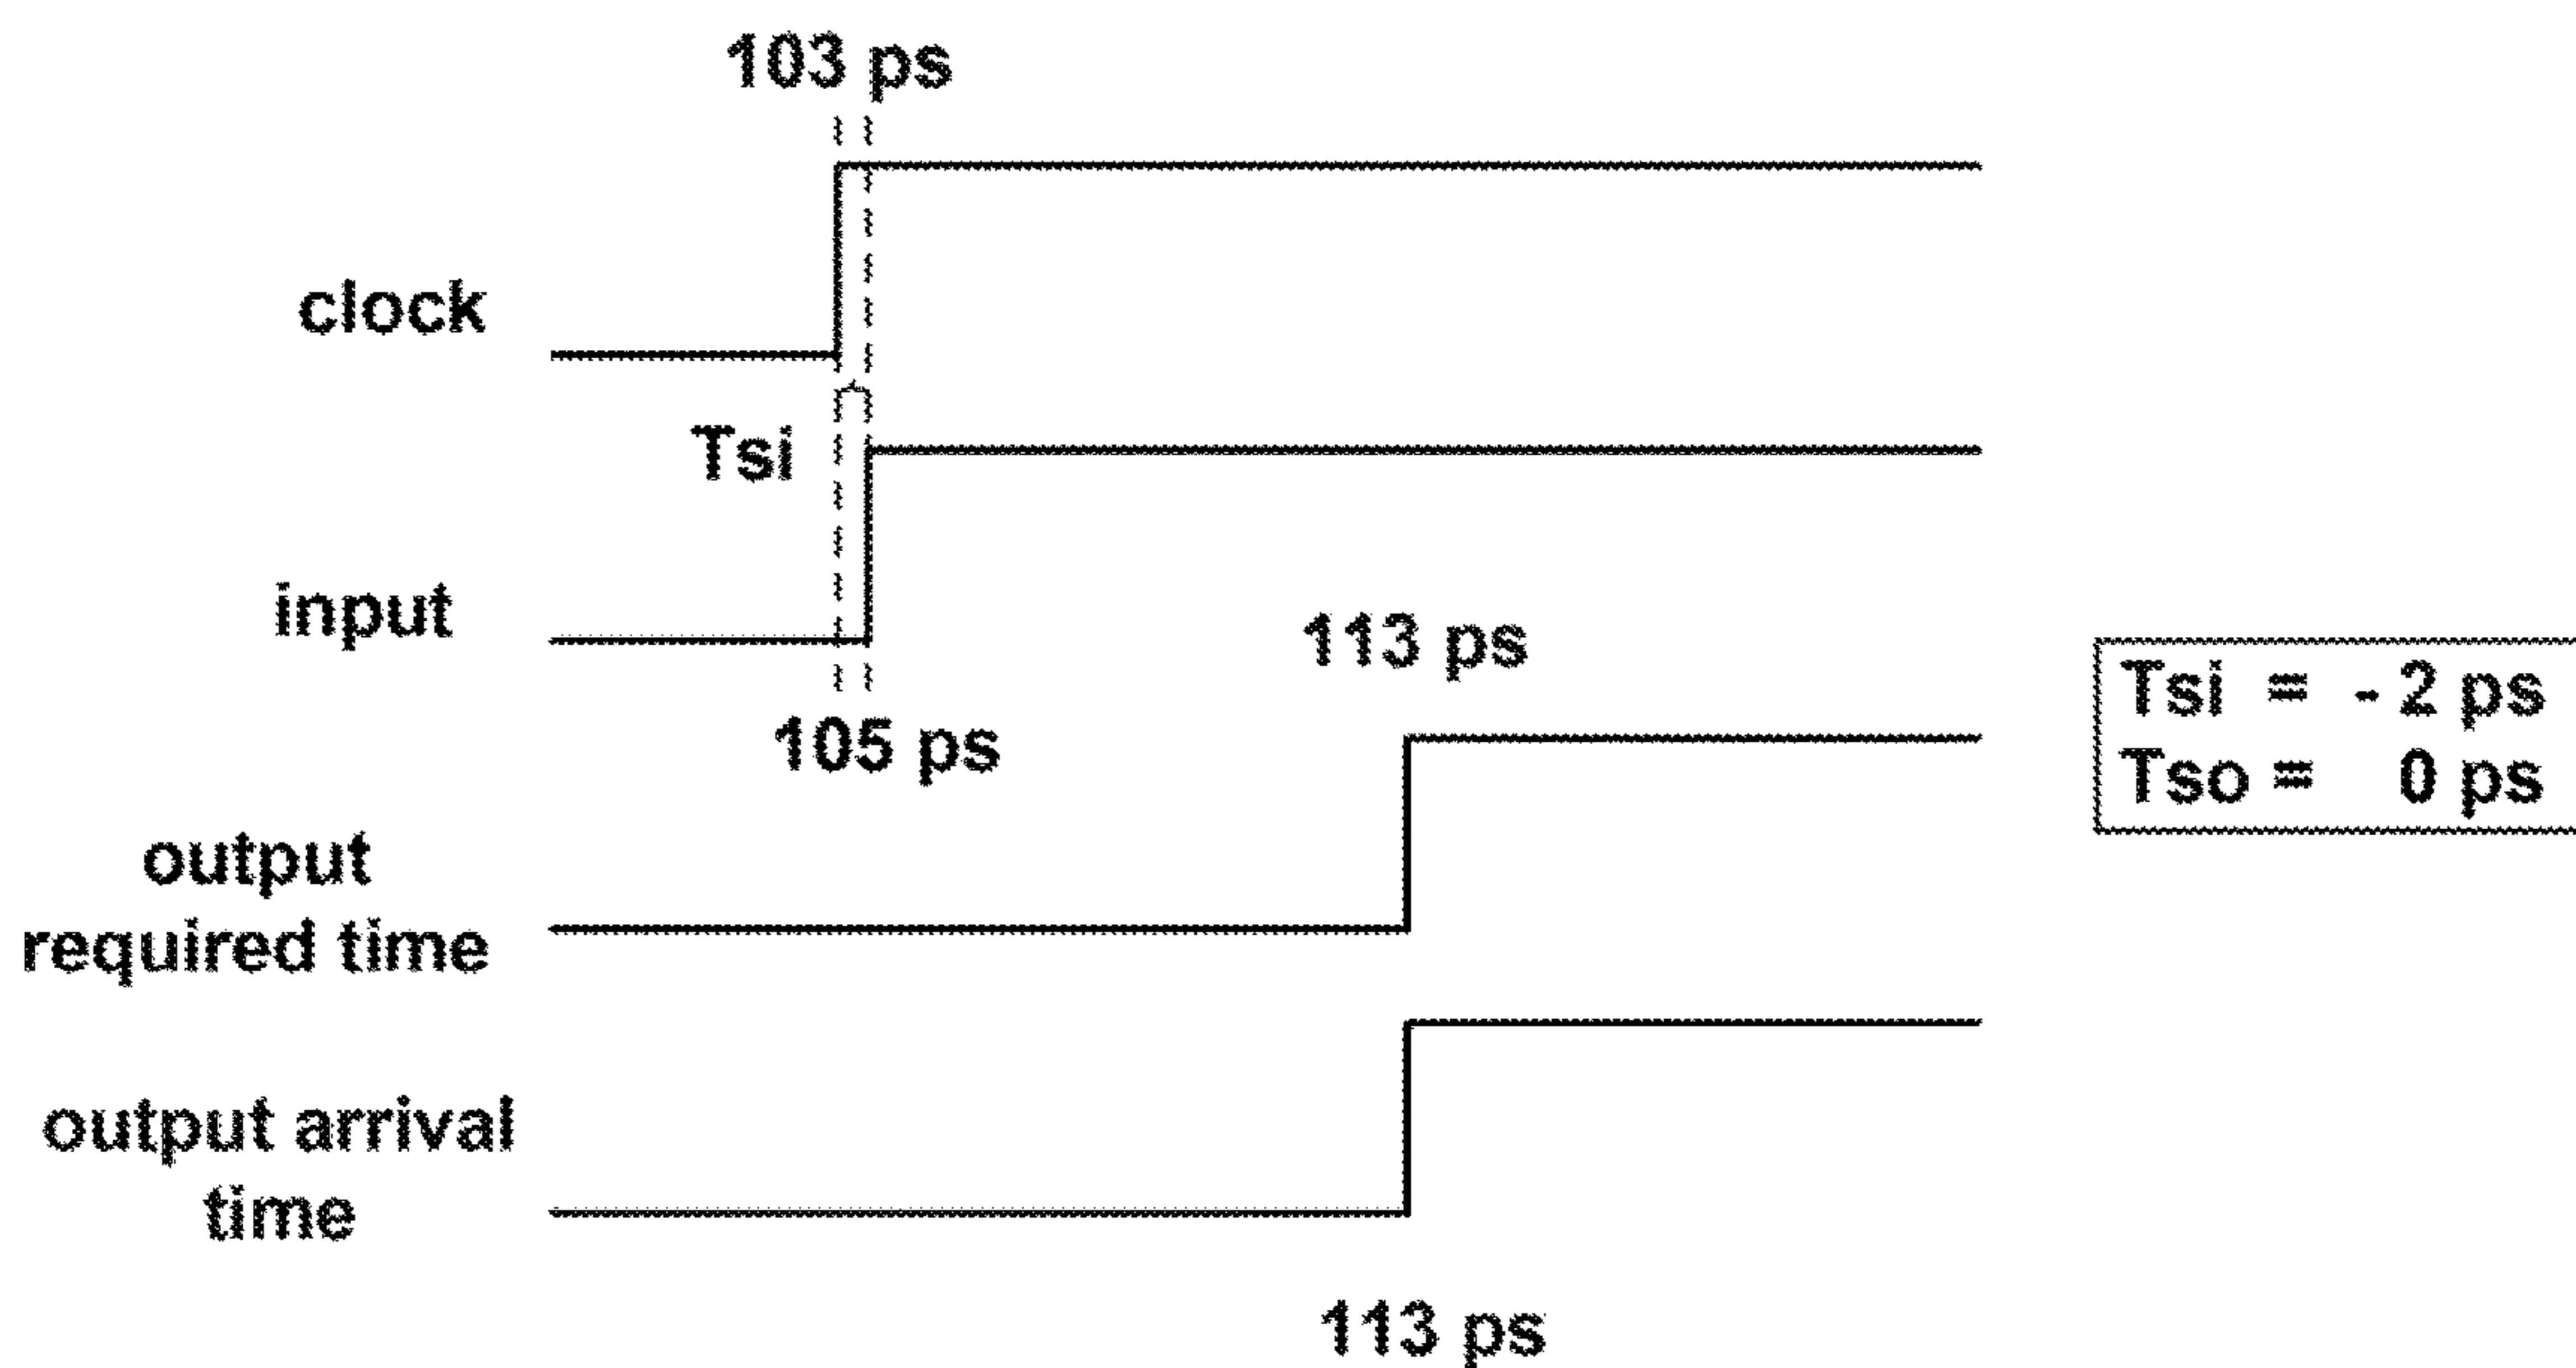 103 ps
clock
Tsi
input
113 ps
105 ps
Tsi = - 2 ps
Tso = 0 ps
output
required time
output arrival
time
113 ps